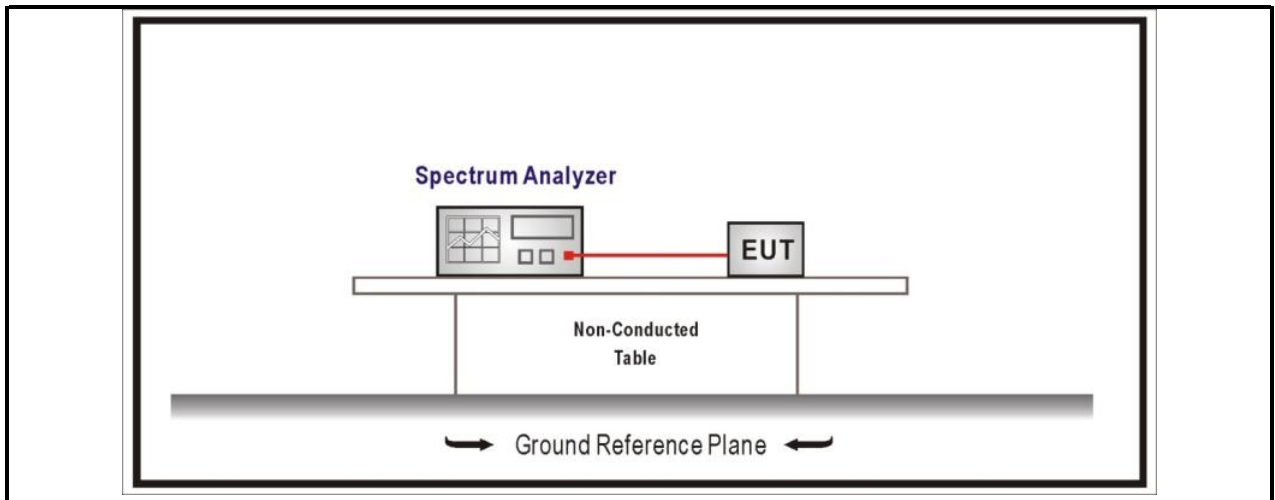 Spectrum Analyzer
EUT
Non-Conducted
Table
Ground Reference Plane